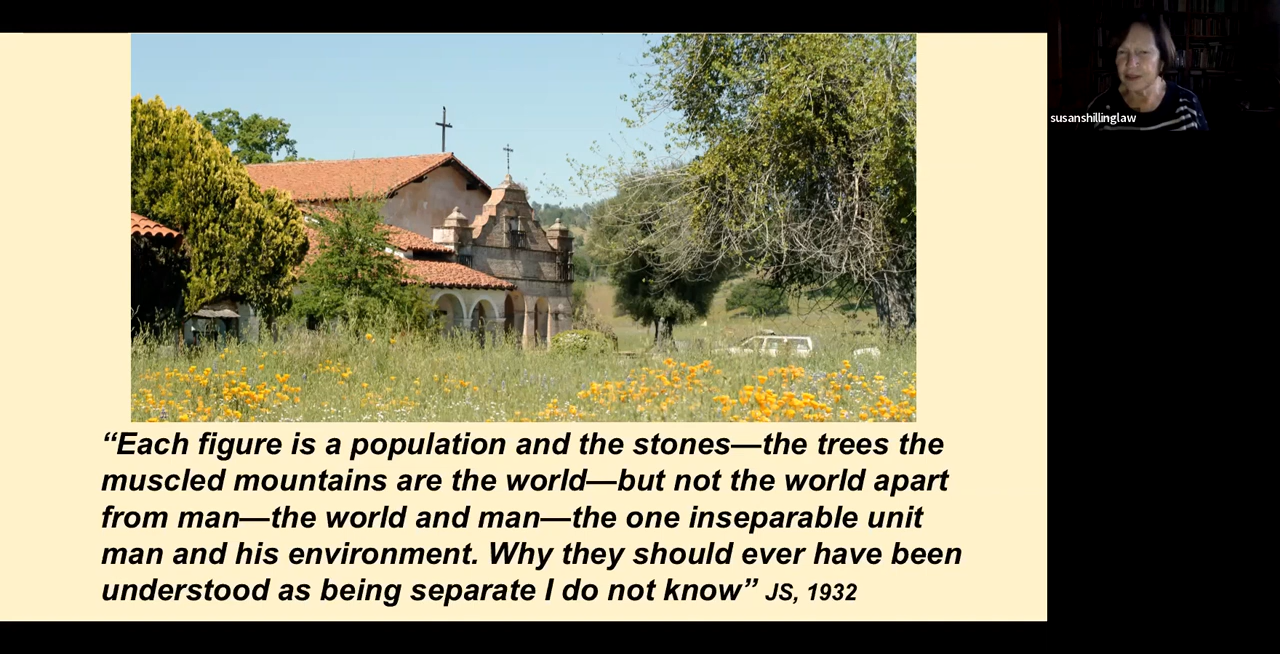 susanshillinglaw
“Each figure is a population and the stones—the trees the
muscled mountains are the world—but not the world apart
from man—the world and man—the one inseparable unit
man and his environment. Why they should ever have been
understood as being separate I do not know” JS, 1932